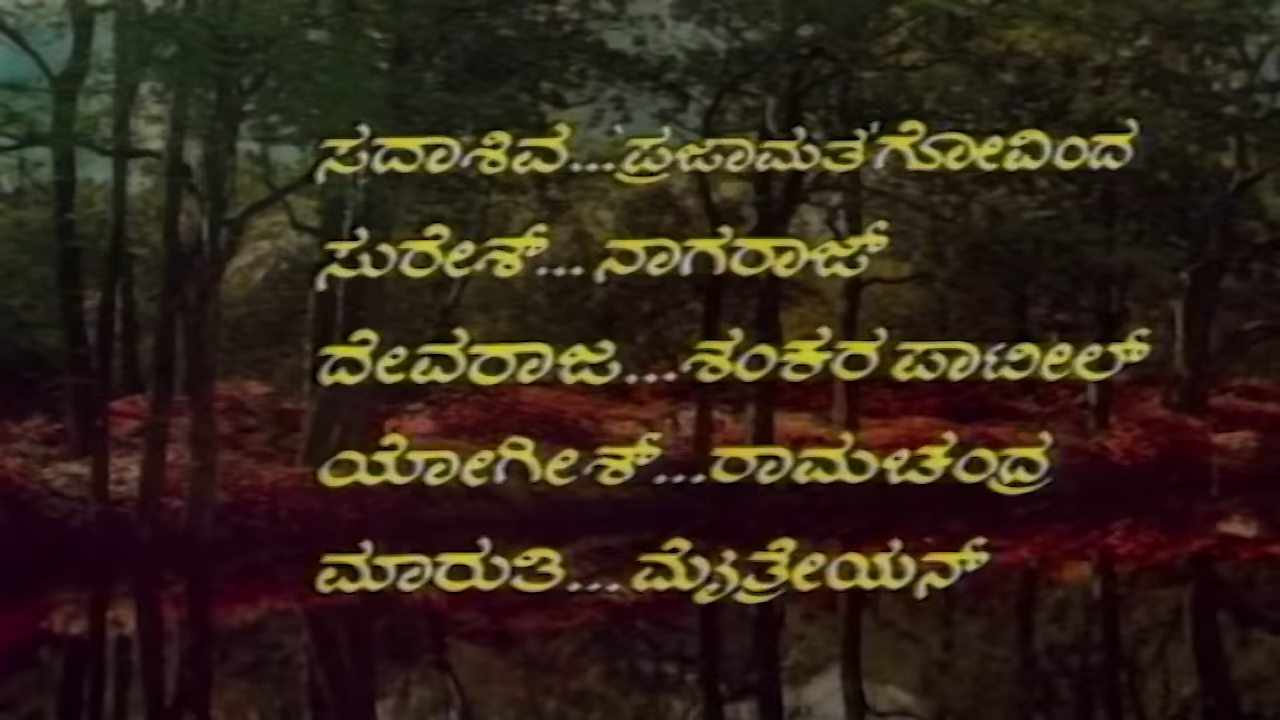 ಸದಾಶಿವ...'ಪ್ರಜಾಮತ'ಗೋವಿಂದ
ಸುರೇಶ್...ನಾಗರಾಜ್
ದೇವರಾಜ...ಶಂಕರ ಪಾಟೀಲ್
ಯೋಗೀಶ್...ರಾಮಚಂದ್ರ
ಮಾರುತಿ...ಮೈತ್ರೇಯನ್